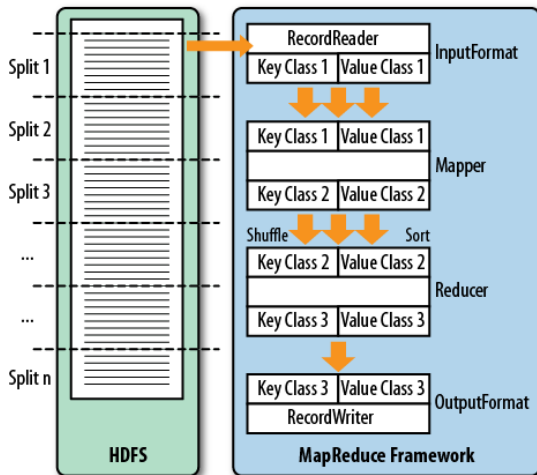 Split 1
Split 2
Split 3
...
...
Split n
HDFS
RecordReader
Key Class 1 Value Class 1
InputFormat
Key Class 1 Value Class 1
Mapper
Key Class 2 Value Class 2
Shuffle Sort
Key Class 2 Value Class 2
Reducer
Key Class 3 Value Class 3
Key Class 3 Value Class 3
RecordWriter
OutputFormat
MapReduce Framework